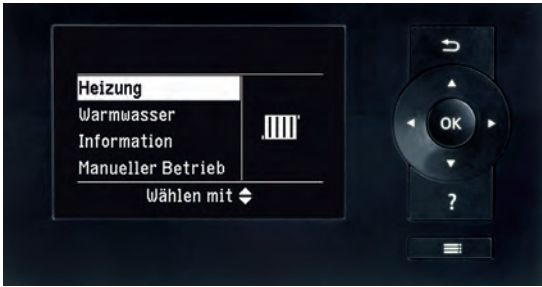 Heizung
Warmwasser
Information
Manueller Betrieb
Wählen mit
OK
?